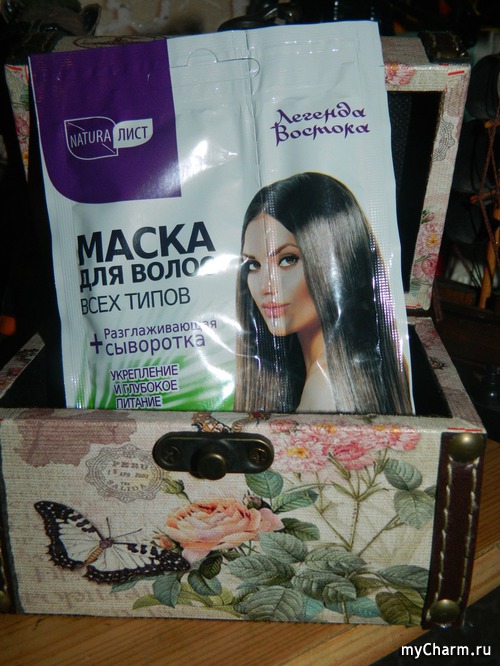 NATURA ЛИСТ
Легенда
Востока
МАСКА
ДЛЯ ВОЛОС
ВСЕХ ТИПОВ
+ Разглаживающая
сыворотка
УКРЕПЛЕНИЕ
И ГЛУБОКОЕ
ПИТАНИЕ
PERU
myCharm.ru